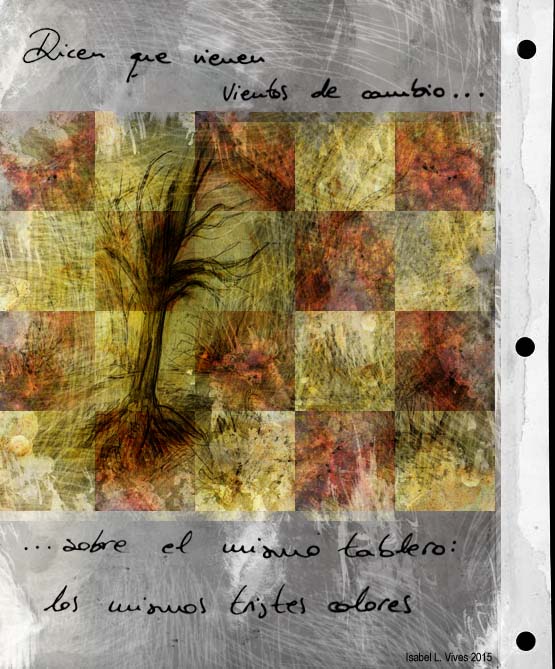 Dicen que vienen
vientos de cambio...
...sobre el mismo tablero:
los mismos tristes colores
Isabel L. Vives 2015